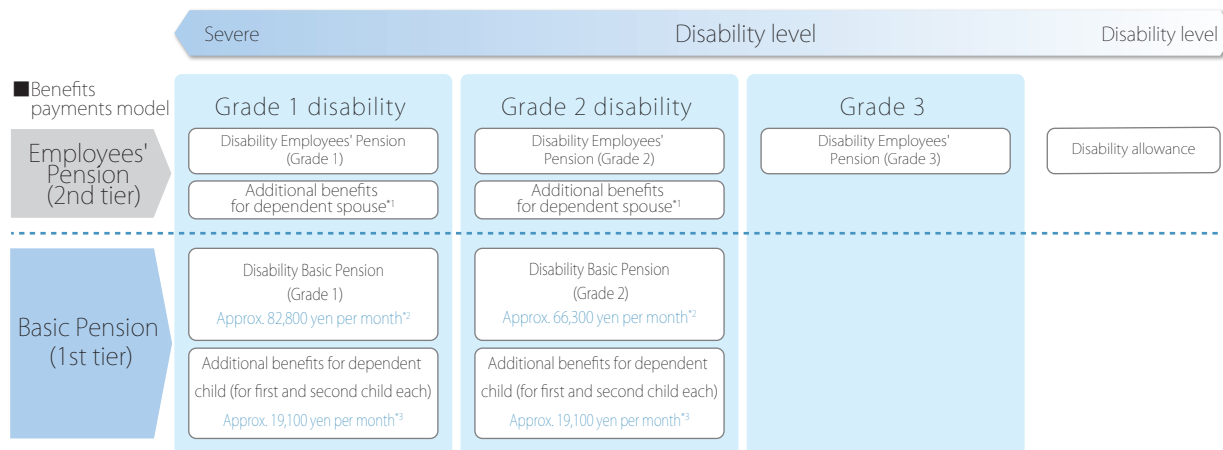 Severe
Disability level
Disability level
■Benefits
payments model
Grade 1 disability
Grade 2 disability
Grade 3
Employees'
Pension
(2nd tier)
Disability Employees' Pension
(Grade 1)
Disability Employees'
Pension (Grade 2)
Disability Employees'
Pension (Grade 3)
Disability allowance
Additional benefits
for dependent spouse*1
Additional benefits
for dependent spouse*1
Basic Pension
(1st tier)
Disability Basic Pension
(Grade 1)
Approx. 82,800 yen per month*2
Disability Basic Pension
(Grade 2)
Approx. 66,300 yen per month*2
Additional benefits for dependent
child (for first and second child each)
Approx. 19,100 yen per month*3
Additional benefits for dependent
child (for first and second child each)
Approx. 19,100 yen per month*3